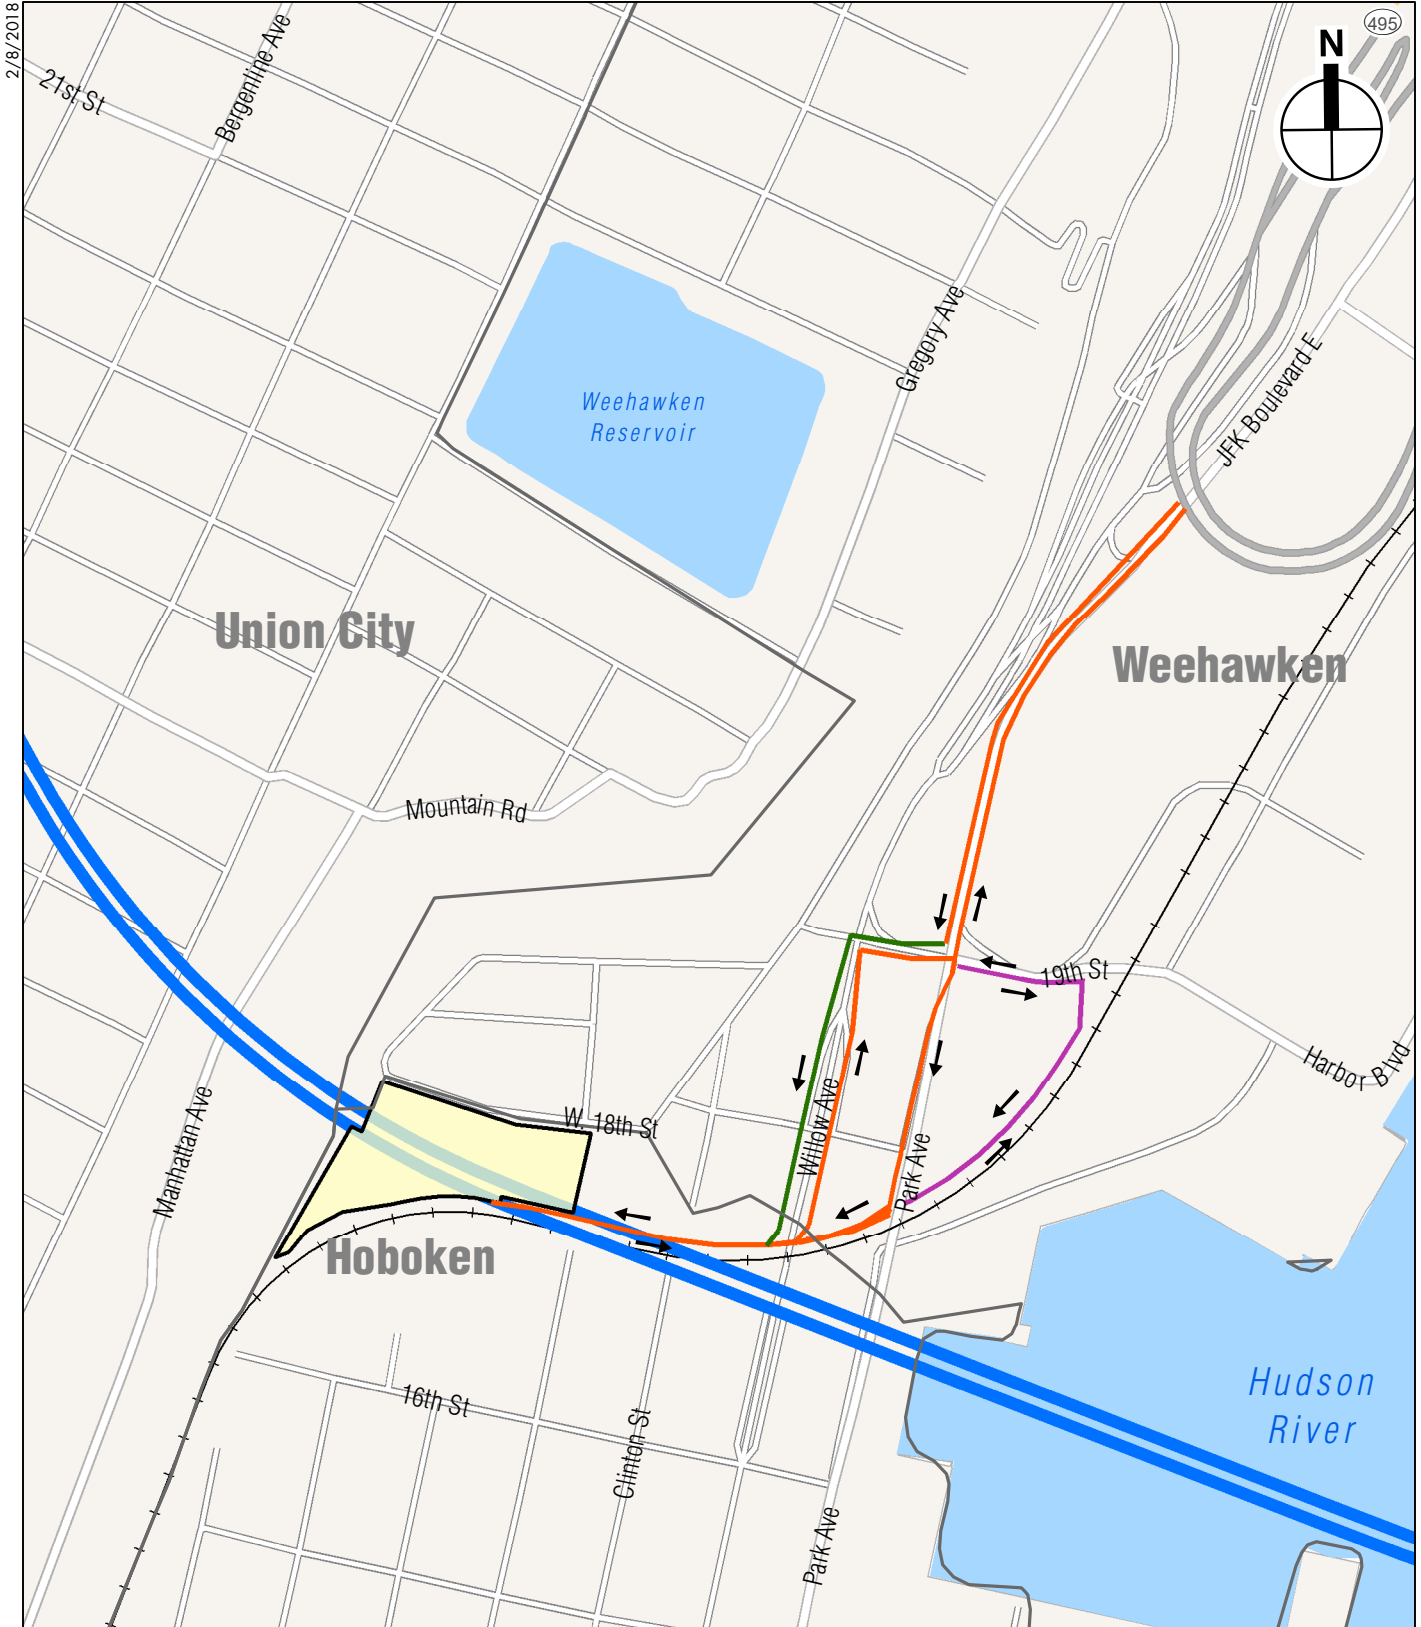 2/8/2018
495
N
21st St
Bergenline Ave
Gregory Ave
JFK Boulevard E
Weehawken
Reservoir
Union City
Weehawken
Mountain Rd
19th St
Harbor Blvd
Manhattan Ave
W. 18th St
Willow Ave
Park Ave
Hoboken
16th St
Clinton St
Park Ave
Hudson
River